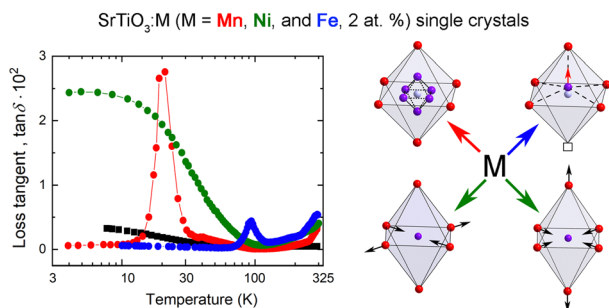 SrTiO₃:M (M = Mn, Ni, and Fe, 2 at. %) single crystals
Loss tangent , tanδ · 10²
3
2
1
0
4
10
30
100
325
Temperature (K)
M